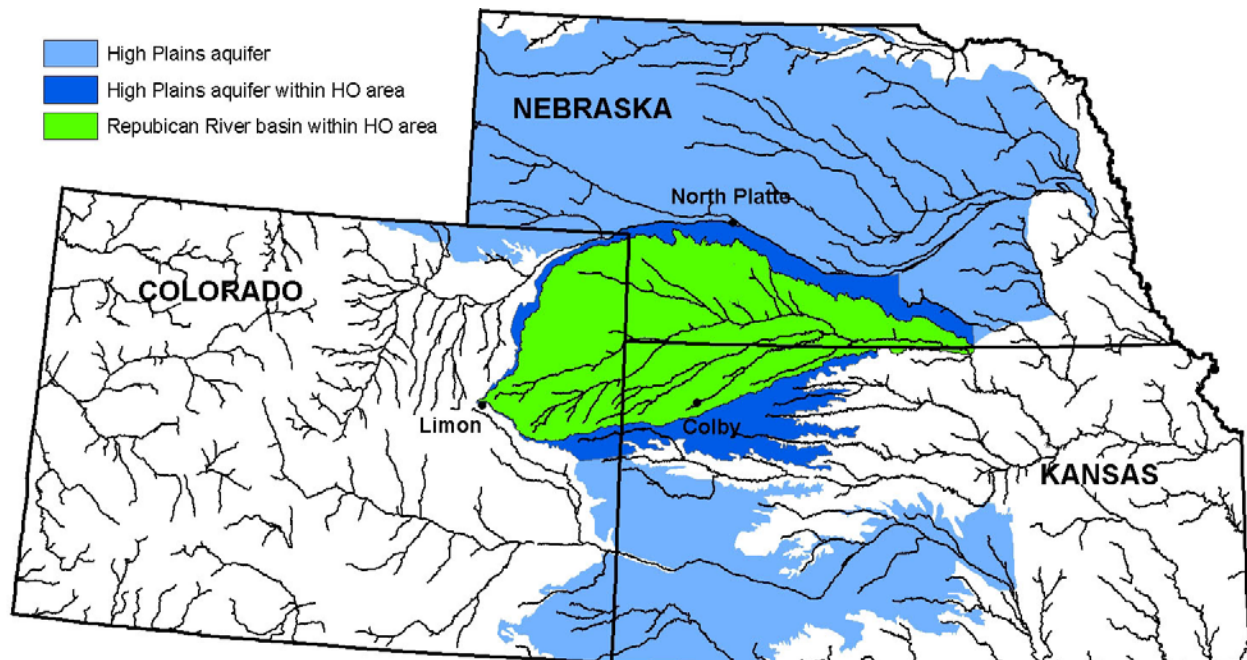 High Plains aquifer
High Plains aquifer within HO area
Repubican River basin within HO area
NEBRASKA
North Platte
COLORADO
Limon
Colby
KANSAS